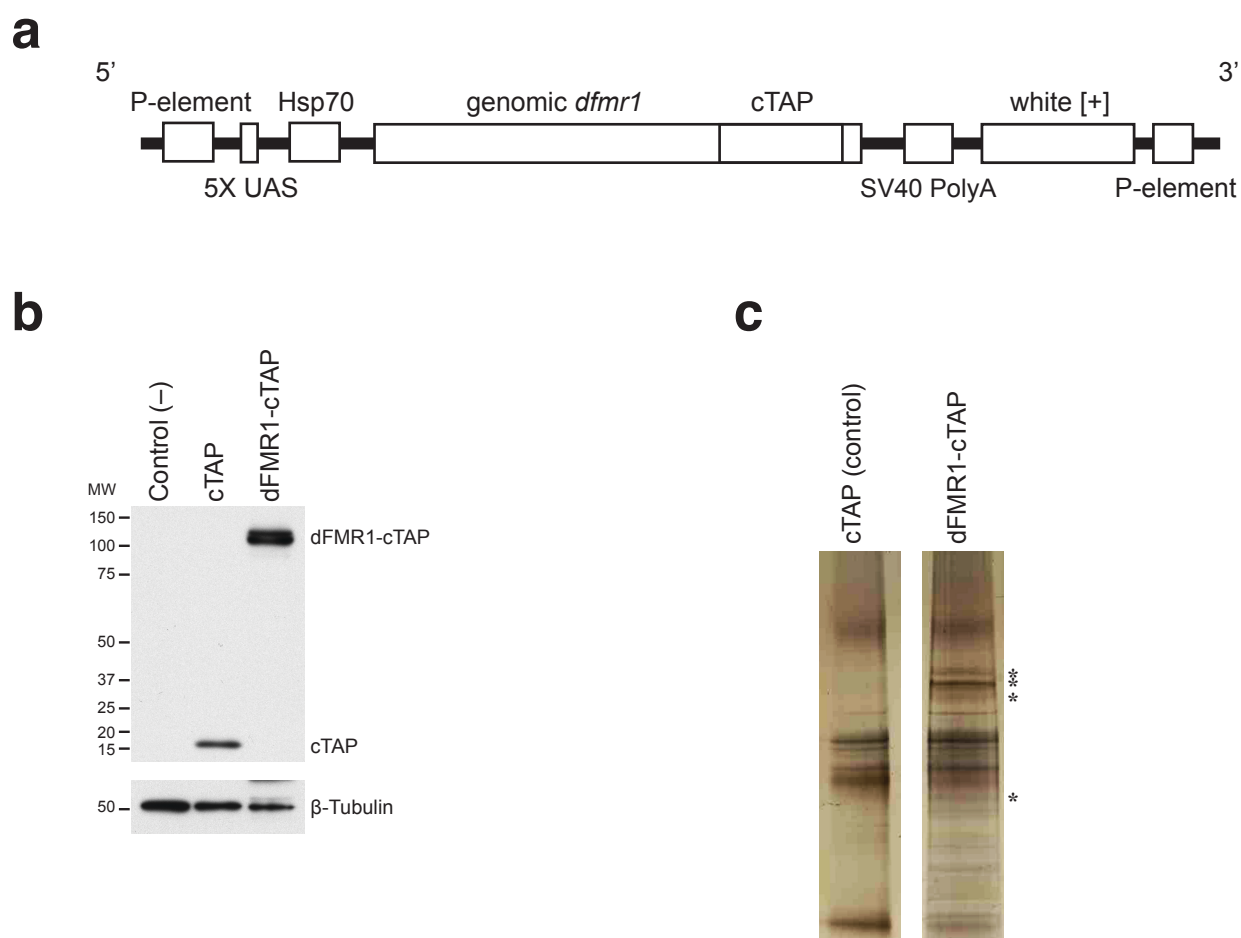 a
5’ 3’
P-element Hsp70 genomic dfmr1 cTAP white [+]
5X UAS SV40 PolyA P-element
b
MW
Control (–)
cTAP
dFMR1-cTAP
150
100
75
50
37
25
20
15
dFMR1-cTAP
cTAP
50
β-Tubulin
c
cTAP (control)
dFMR1-cTAP
*
*
*
*